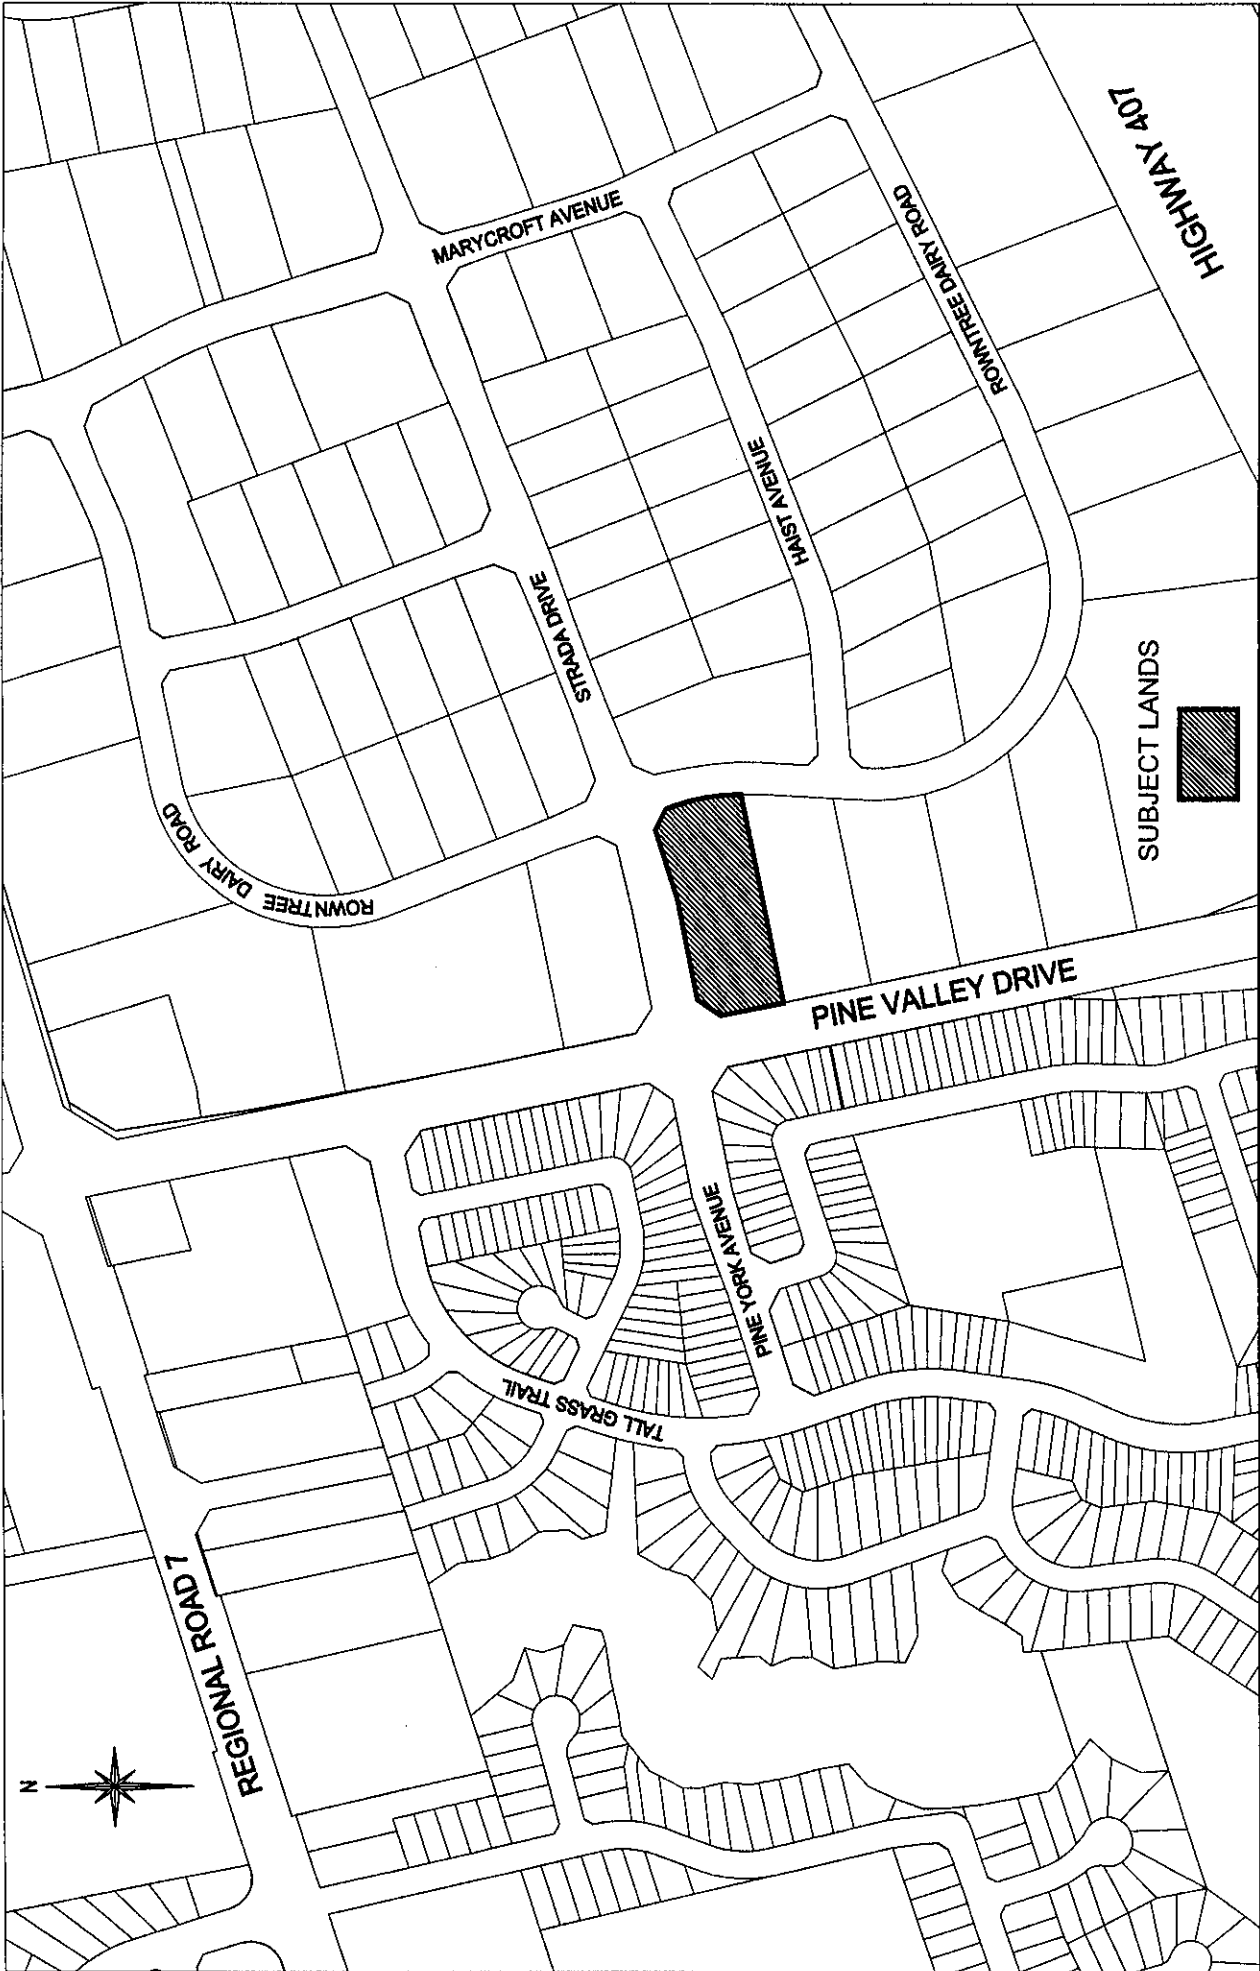 HIGHWAY 407
MARYCROFT AVENUE
ROWNTREE DAIRY ROAD
HAIST AVENUE
STRADA DRIVE
ROWNTREE DAIRY ROAD
SUBJECT LANDS
PINE VALLEY DRIVE
PINE YORK AVENUE
TALL GRASS TRAIL
REGIONAL ROAD 7
N